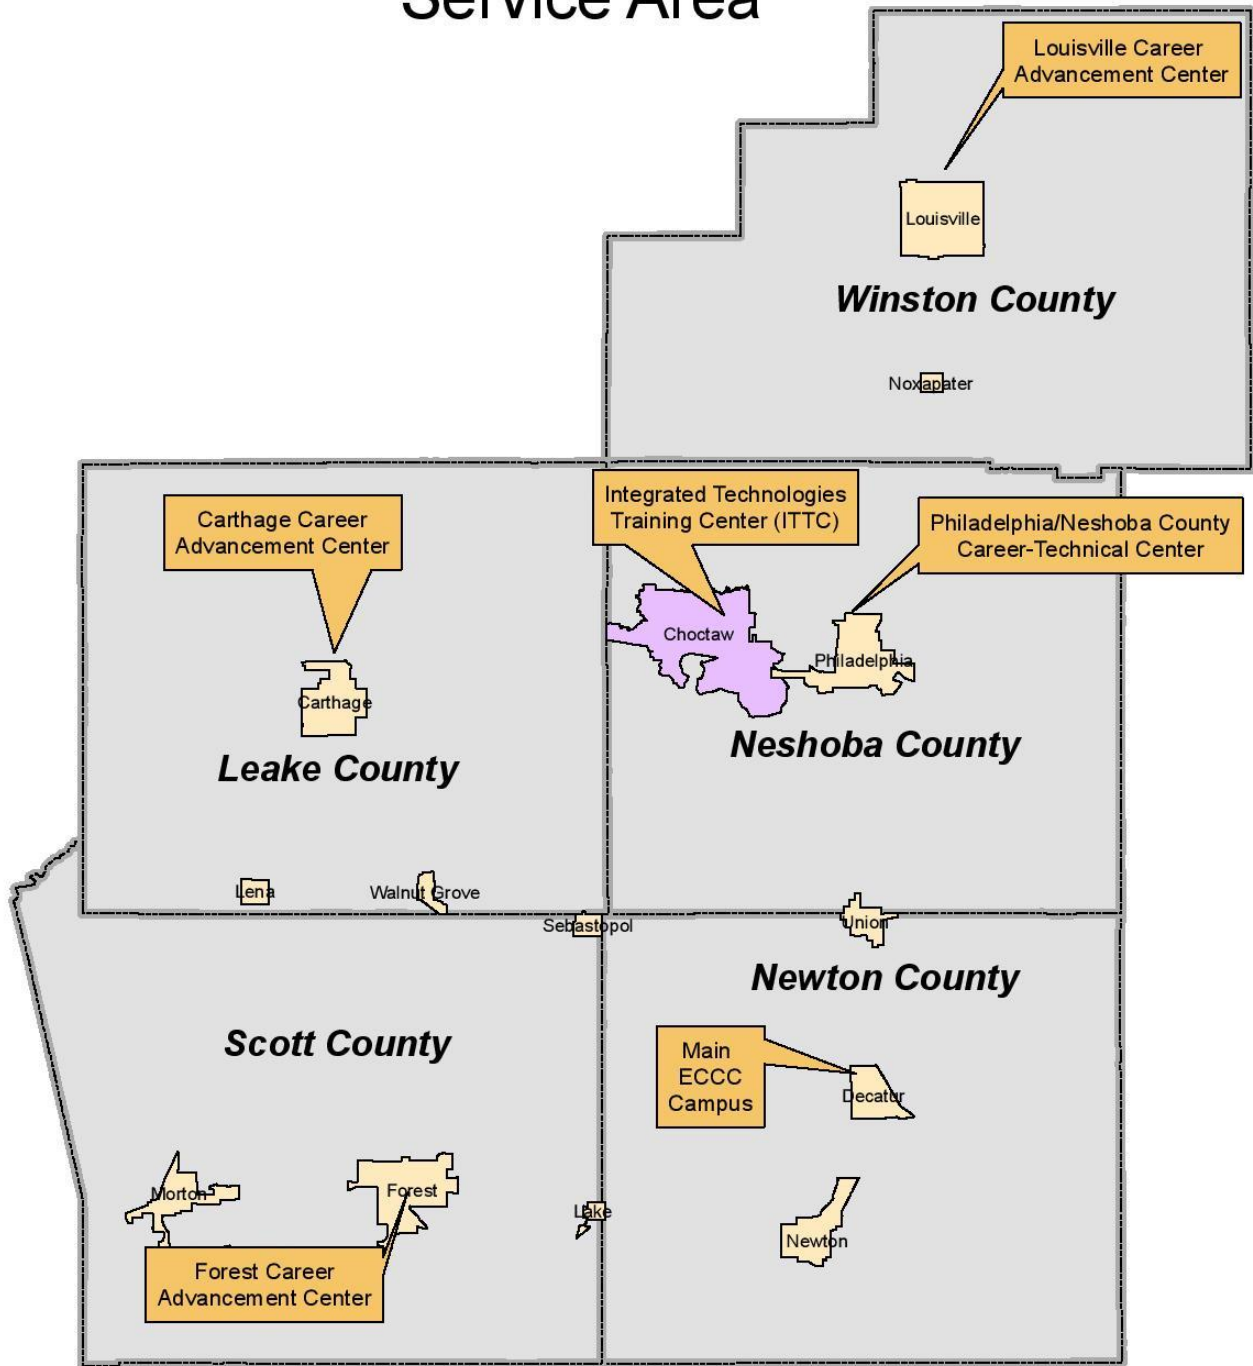 Service Area
Louisville Career
Advancement Center
Louisville
Winston County
Noxapater
Integrated Technologies
Training Center (ITTC)
Carthage Career
Advancement Center
Philadelphia/Neshoba County
Career-Technical Center
Choctaw
Philadelphia
Carthage
Neshoba County
Leake County
Lena
Walnut Grove
Sebastopol
Union
Newton County
Scott County
Main
ECCC
Campus
Decatur
Morton
Forest
Lake
Newton
Forest Career
Advancement Center